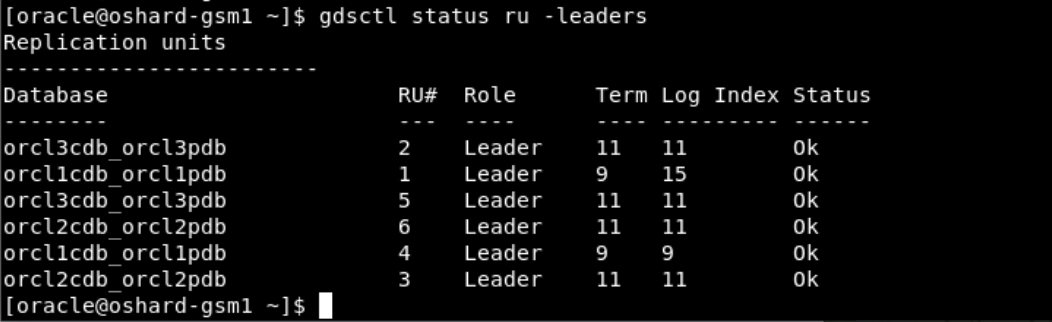 [oracle@oshard-gsm1 ~]$ gdsctl status ru -leaders
Replication units
------------------------
Database                      RU#  Role      Term Log Index Status
--------                      ---  ----      ---- --------- ------
orcl3cdb_orcl3pdb             2    Leader    11   11        Ok
orcl1cdb_orcl1pdb             1    Leader    9    15        Ok
orcl3cdb_orcl3pdb             5    Leader    11   11        Ok
orcl2cdb_orcl2pdb             6    Leader    11   11        Ok
orcl1cdb_orcl1pdb             4    Leader    9    9         Ok
orcl2cdb_orcl2pdb             3    Leader    11   11        Ok
[oracle@oshard-gsm1 ~]$